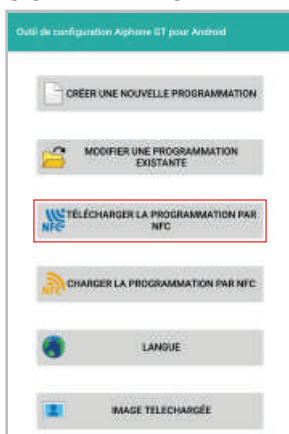 Outil de configuration Aiphone GT pour Android
CRÉER UNE NOUVELLE PROGRAMMATION
MODIFIER UNE PROGRAMMATION
EXISTANTE
NFC
TÉLÉCHARGER LA PROGRAMMATION PAR
NFC
NFC
CHARGER LA PROGRAMMATION PAR NFC
LANGUE
IMAGE TELECHARGÉE